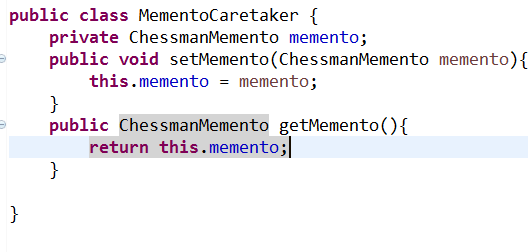 public class MementoCaretaker {
    private ChessmanMemento memento;
    public void setMemento(ChessmanMemento memento){
        this.memento = memento;
    }
    public ChessmanMemento getMemento(){
        return this.memento;
    }

}